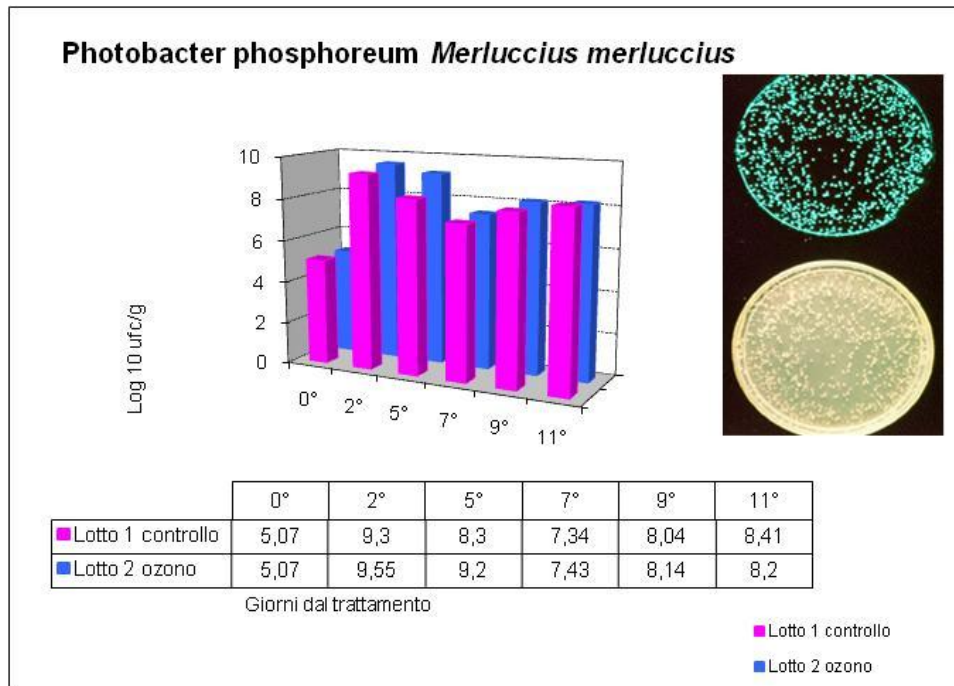 Photobacter phosphoreum Merluccius merluccius
10
8
6
4
2
0
Log 10 ufc/g
0° 2° 5° 7° 9° 11°
0° 2° 5° 7° 9° 11°
Lotto 1 controllo 5,07 9,3 8,3 7,34 8,04 8,41
Lotto 2 ozono 5,07 9,55 9,2 7,43 8,14 8,2
Giorni dal trattamento
Lotto 1 controllo
Lotto 2 ozono